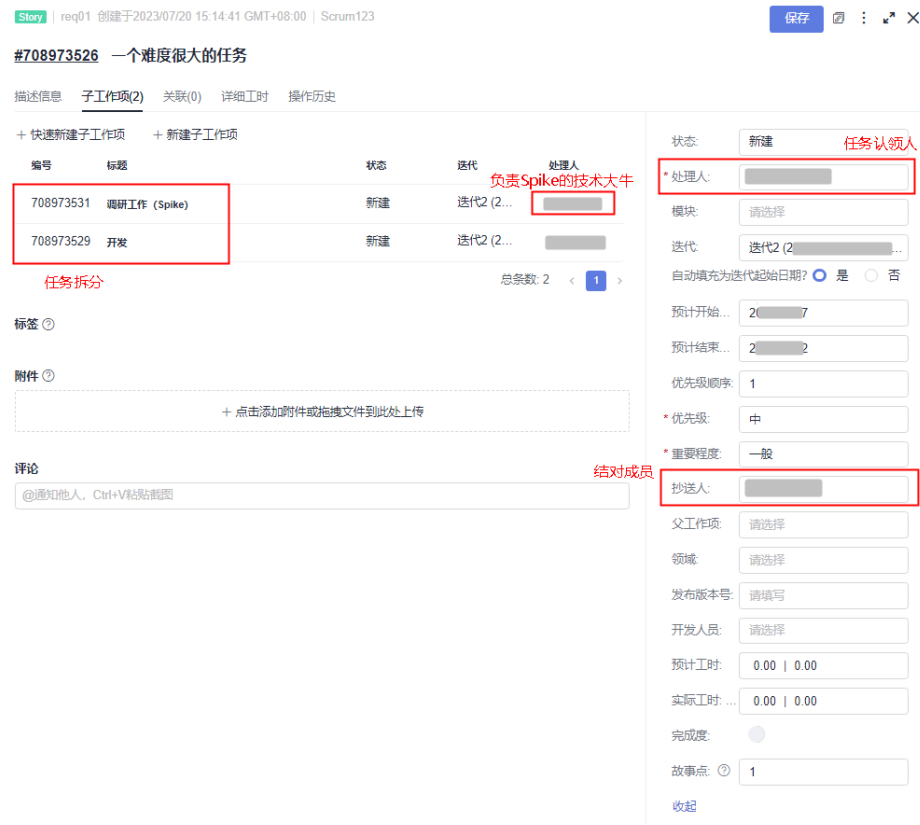 Story req01 创建于2023/07/20 15:14:41 GMT+08:00 | Scrum123
保存
#708973526 一个难度很大的任务
描述信息 子工作项(2) 关联(0) 详细工时 操作历史
+ 快速新建子工作项 + 新建子工作项
编号 标题 状态 迭代 处理人
负责Spike的技术大牛
708973531 调研工作（Spike） 新建 迭代2 (2...
708973529 开发 新建 迭代2 (2...
任务拆分
总条数: 2 < 1 >
标签
附件
+ 点击添加附件或拖拽文件到此处上传
评论
@通知他人，Ctrl+V粘贴截图
状态: 新建
任务认领人
* 处理人:
模块: 请选择
迭代: 迭代2 (2 ...
自动填充为迭代起始日期? 是 否
预计开始... 2 7
预计结束... 2 2
优先级顺序: 1
* 优先级: 中
* 重要程度: 一般
结对成员
抄送人:
父工作项: 请选择
领域: 请选择
发布版本号: 请填写
开发人员: 请选择
预计工时: 0.00 | 0.00
实际工时: ... 0.00 | 0.00
完成度:
故事点: 1
收起